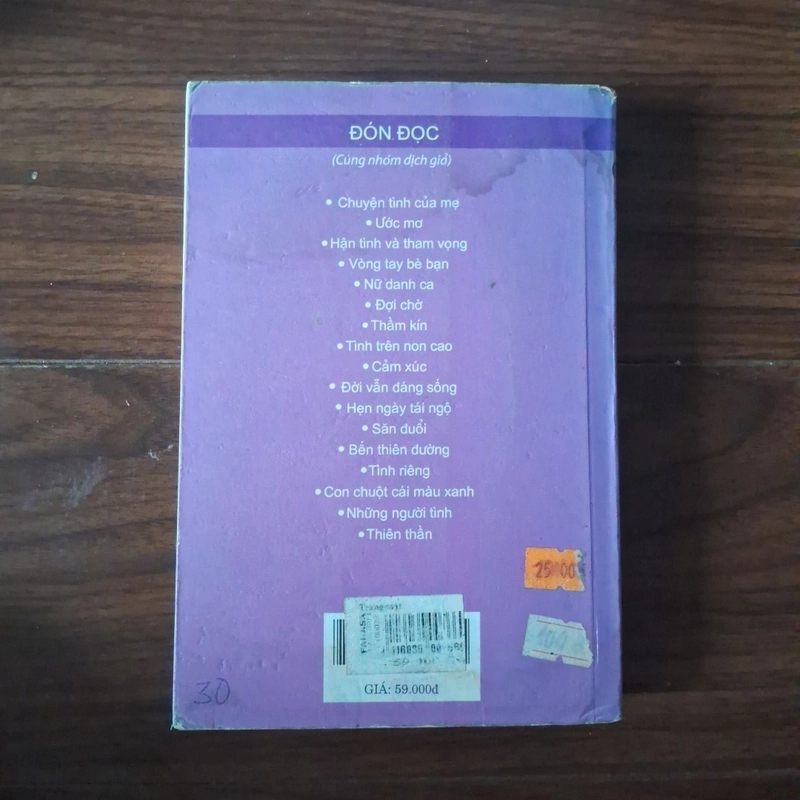 ĐÓN ĐỌC
(Cùng nhóm dịch giả)
• Chuyện tình của mẹ
• Ước mơ
• Hận tình và tham vọng
• Vòng tay bè bạn
• Nữ danh ca
• Đợi chờ
• Thầm kín
• Tình trên non cao
• Cảm xúc
• Đời vẫn đáng sống
• Hẹn ngày tái ngộ
• Săn đuổi
• Bến thiên đường
• Tình riêng
• Con chuột cái màu xanh
• Những người tình
• Thiên thần
GIÁ: 59.000đ
30